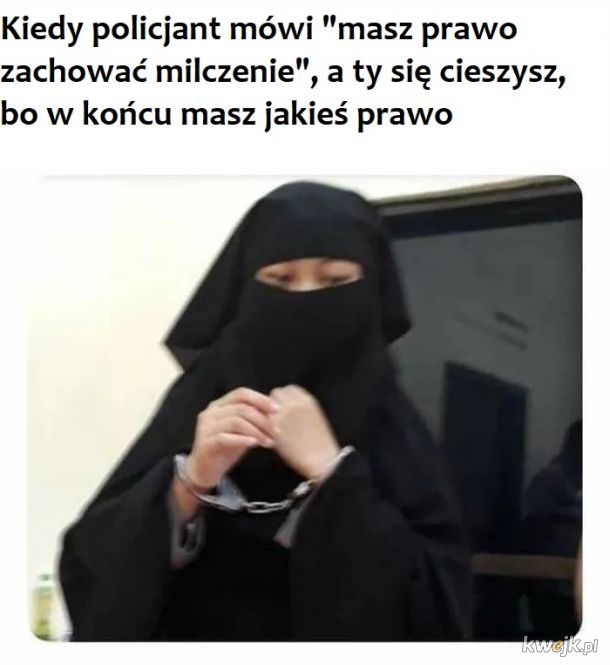 Kiedy policjant mówi "masz prawo
zachować milczenie", a ty się cieszysz,
bo w końcu masz jakieś prawo
kwejk.pl